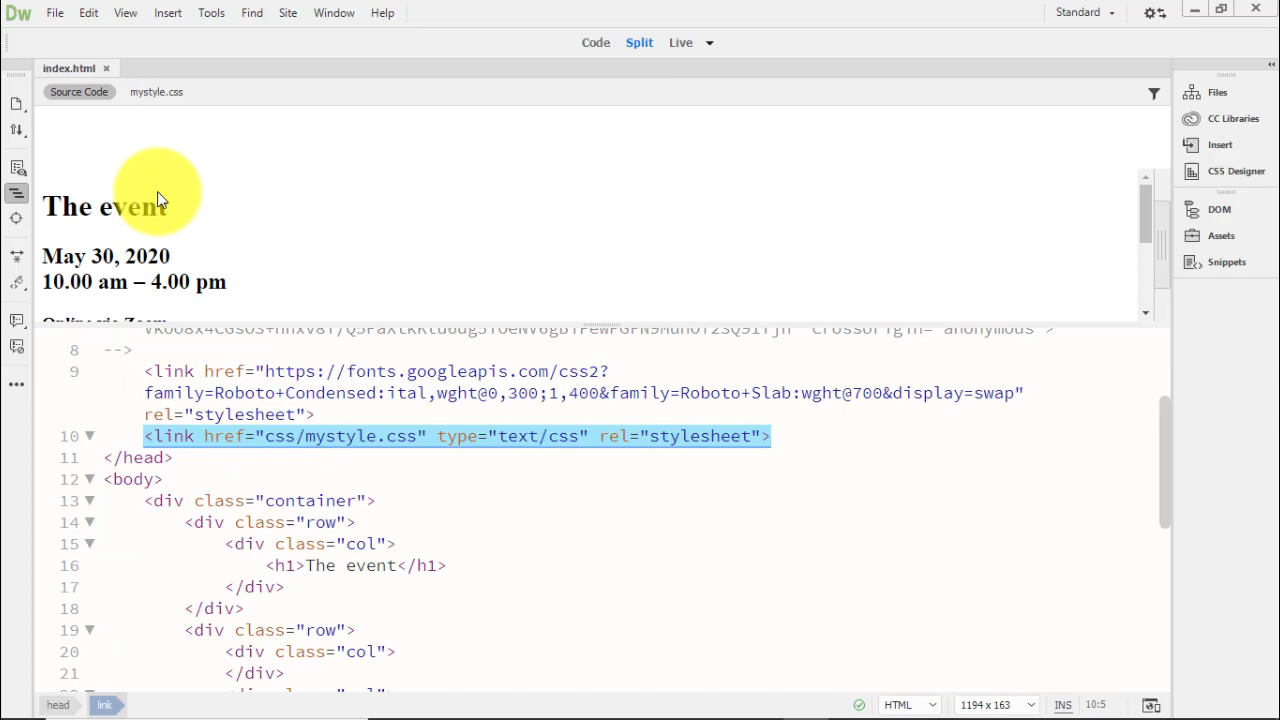 Dw File Edit View Insert Tools Find Site Window Help Standard
Code Split Live
index.html
Source Code mystyle.css
Files
CC Libraries
Insert
CSS Designer
DOM
Assets
Snippets
The event
May 30, 2020
10.00 am – 4.00 pm
Online via Zoom
8 -->
9 <link href="https://fonts.googleapis.com/css2?
family=Roboto+Condensed:ital,wght@0,300;1,400&family=Roboto+Slab:wght@700&display=swap"
rel="stylesheet">
10 <link href="css/mystyle.css" type="text/css" rel="stylesheet">
11 </head>
12 <body>
13 <div class="container">
14 <div class="row">
15 <div class="col">
16 <h1>The event</h1>
17 </div>
18 </div>
19 <div class="row">
20 <div class="col">
21 </div>
head link HTML 1194 x 163 INS 10:5